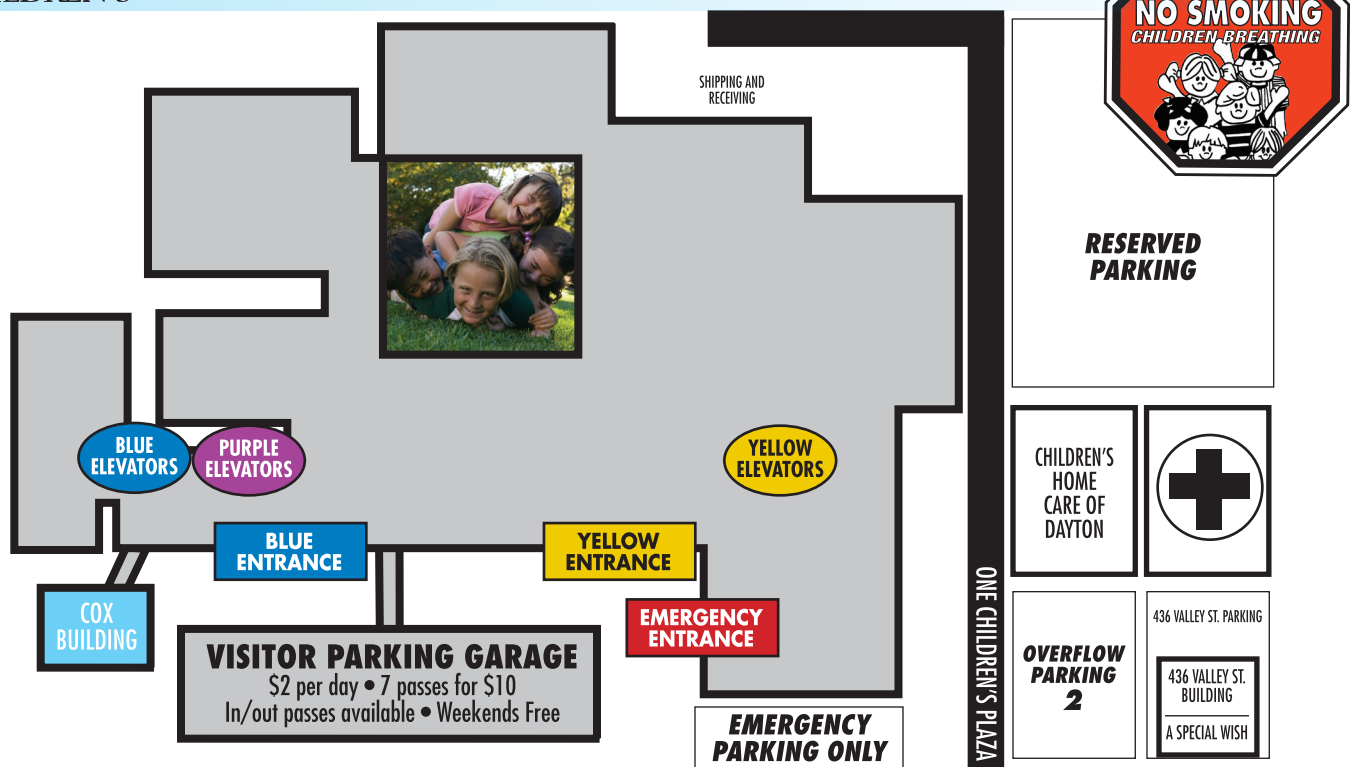 NO SMOKING
CHILDREN BREATHING
SHIPPING AND
RECEIVING
RESERVED
PARKING
BLUE
ELEVATORS
PURPLE
ELEVATORS
YELLOW
ELEVATORS
CHILDREN'S
HOME
CARE OF
DAYTON
BLUE
ENTRANCE
YELLOW
ENTRANCE
EMERGENCY
ENTRANCE
COX
BUILDING
VISITOR PARKING GARAGE
$2 per day • 7 passes for $10
In/out passes available • Weekends Free
EMERGENCY
PARKING ONLY
ONE CHILDREN'S PLAZA
OVERFLOW
PARKING
2
436 VALLEY ST. PARKING
436 VALLEY ST.
BUILDING
A SPECIAL WISH